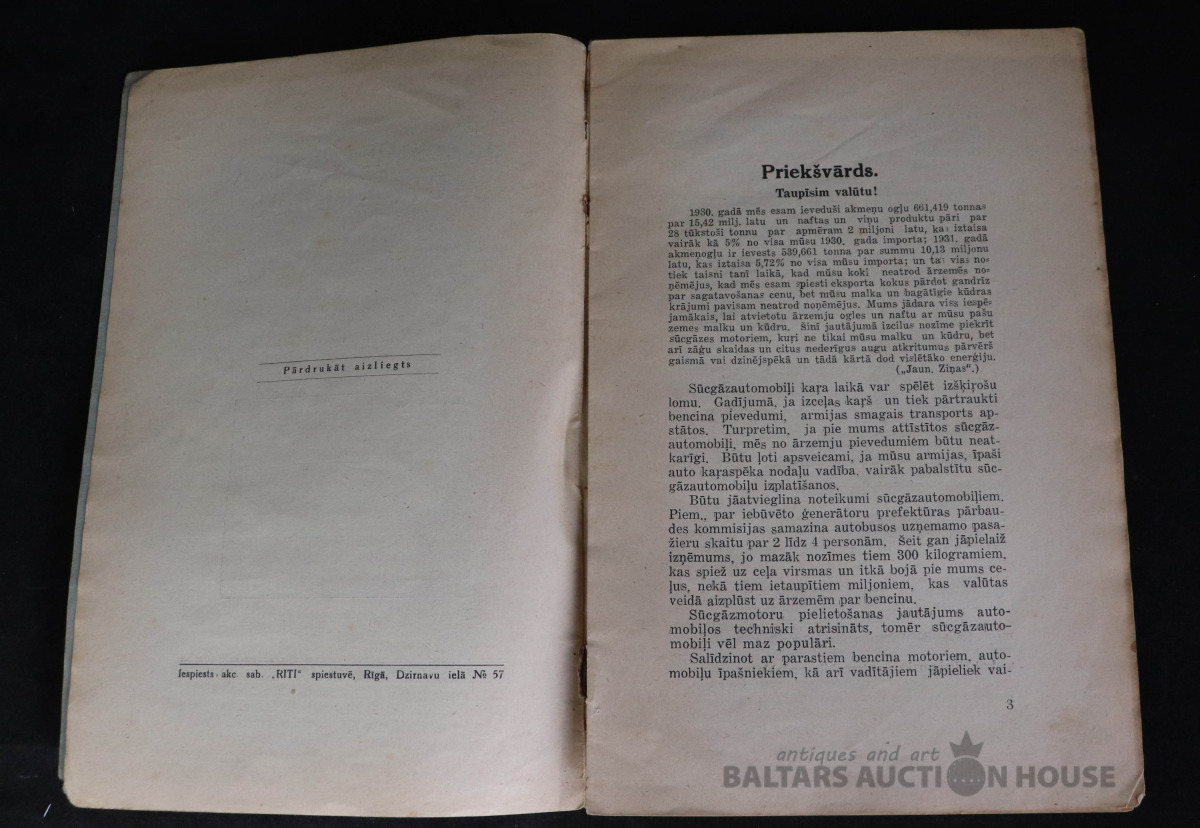 Pārdrukāt aizliegts
Iespiests akc. sab. „RITI" spiestuvē, Rīgā, Dzirnavu ielā № 57
Priekšvārds.
Taupīsim valūtu!
1930. gadā mēs esam ieveduši akmeņu ogļu 661,419 tonnas
par 15,42 milj. latu un naftas un viņu produktu pāri par
28 tūkstoši tonnu par apmēram 2 miljoni latu, kas iztaisa
vairāk kā 5% no visa mūsu 1930. gada importa; 1931. gadā
akmeņogļu ir ievests 539,661 tonna par summu 10,13 miljonu
latu, kas iztaisa 5,72% no visa mūsu importa; un tas viss no-
tiek taisni tanī laikā, kad mūsu koki neatrod ārzemēs no-
ņēmējus, kad mēs esam spiesti eksporta kokus pārdot gandrīz
par sagatavošanas cenu, bet mūsu malka un bagātīgie kūdras
krājumi pavisam neatrod noņēmējus. Mums jādara viss iespē-
jamākais, lai atvietotu ārzemju ogles un naftu ar mūsu pašu
zemes malku un kūdru. Šinī jautājumā izcilus nozīme piekrīt
sūcgāzes motoriem, kuŗi ne tikai mūsu malku un kūdru, bet
arī zāģu skaidas un citus nederīgus augu atkritumus pārvērš
gaismā vai dzinējspēkā un tādā kārtā dod vislētāko enerģiju.
(„Jaun. Ziņas".)
Sūcgāzautomobiļi kaŗa laikā var spēlēt izšķiŗošu
lomu. Gadījumā, ja izceļas kaŗš un tiek pārtraukti
bencina pievedumi, armijas smagais transports ap-
stātos. Turpretim, ja pie mums attīstītos sūcgāz-
automobiļi, mēs no ārzemju pievedumiem būtu neat-
karīgi. Būtu ļoti apsveicami, ja mūsu armijas, īpaši
auto kaŗaspēka nodaļu vadība, vairāk pabalstītu sūc-
gāzautomobiļu izplatīšanos.
Būtu jāatvieglina noteikumi sūcgāzautomobiļiem.
Piem., par iebūvēto ģenerātoru prefektūras pārbau-
des kommisijas samazina autobusos uzņemamo pasa-
žieru skaitu par 2 līdz 4 personām. Šeit gan jāpielaiž
izņēmums, jo mazāk nozīmes tiem 300 kilogramiem,
kas spiež uz ceļa virsmas un itkā bojā pie mums ce-
ļus, nekā tiem ietaupītiem miljoniem, kas valūtas
veidā aizplūst uz ārzemēm par bencinu.
Sūcgāzmotoru pielietošanas jautājums auto-
mobiļos techniski atrisināts, tomēr sūcgāzauto-
mobiļi vēl maz populāri.
Salīdzinot ar parastiem bencina motoriem, auto-
mobiļu īpašniekiem, kā arī vadītājiem jāpieliek vai-
3
antiques and art
BALTARS AUCTION HOUSE